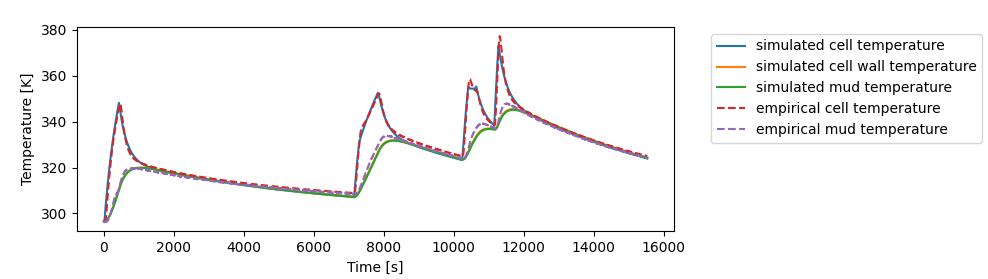 380
360
340
320
300
Temperature [K]
0
2000
4000
6000
8000
10000
12000
14000
16000
Time [s]
simulated cell temperature
simulated cell wall temperature
simulated mud temperature
empirical cell temperature
empirical mud temperature